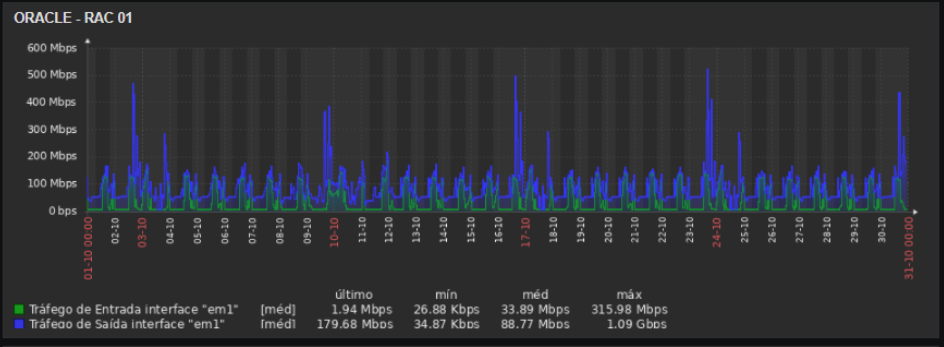 ORACLE - RAC 01
600 Mbps
500 Mbps
400 Mbps
300 Mbps
200 Mbps
100 Mbps
0 bps
01-10 00:00 02-10 03-10 04-10 05-10 06-10 07-10 08-10 09-10 10-10 11-10 12-10 13-10 14-10 15-10 16-10 17-10 18-10 19-10 20-10 21-10 22-10 23-10 24-10 25-10 26-10 27-10 28-10 29-10 30-10 31-10 00:00
último mín méd máx
Tráfego de Entrada interface "em1" [méd] 1.94 Mbps 26.88 Kbps 33.89 Mbps 315.98 Mbps
Tráfego de Saída interface "em1" [méd] 179.68 Mbps 34.87 Kbps 88.77 Mbps 1.09 Gbps